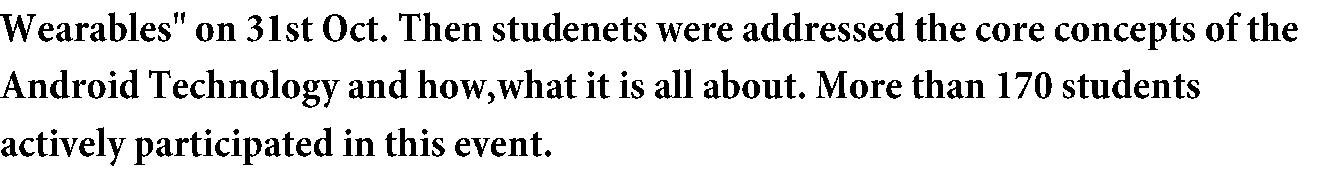 Wearables" on 31st Oct. Then studenets were addressed the core concepts of the
Android Technology and how,what it is all about. More than 170 students
actively participated in this event.